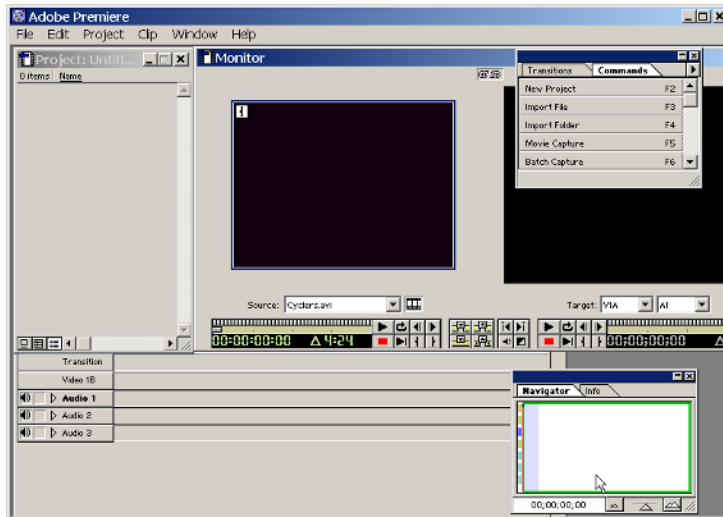 Adobe Premiere
File Edit Project Clip Window Help
Project: Untitl...
0 items Name
Monitor
Transitions Commands
New Project F2
Import File F3
Import Folder F4
Movie Capture F5
Batch Capture F6
Source: Cyclers.avi
Target: V1A A1
00:00:00:00 Δ 4:24
00;00;00;00 Δ
Transition
Video 1B
Audio 1
Audio 2
Audio 3
Navigator Info
00;00;00;00